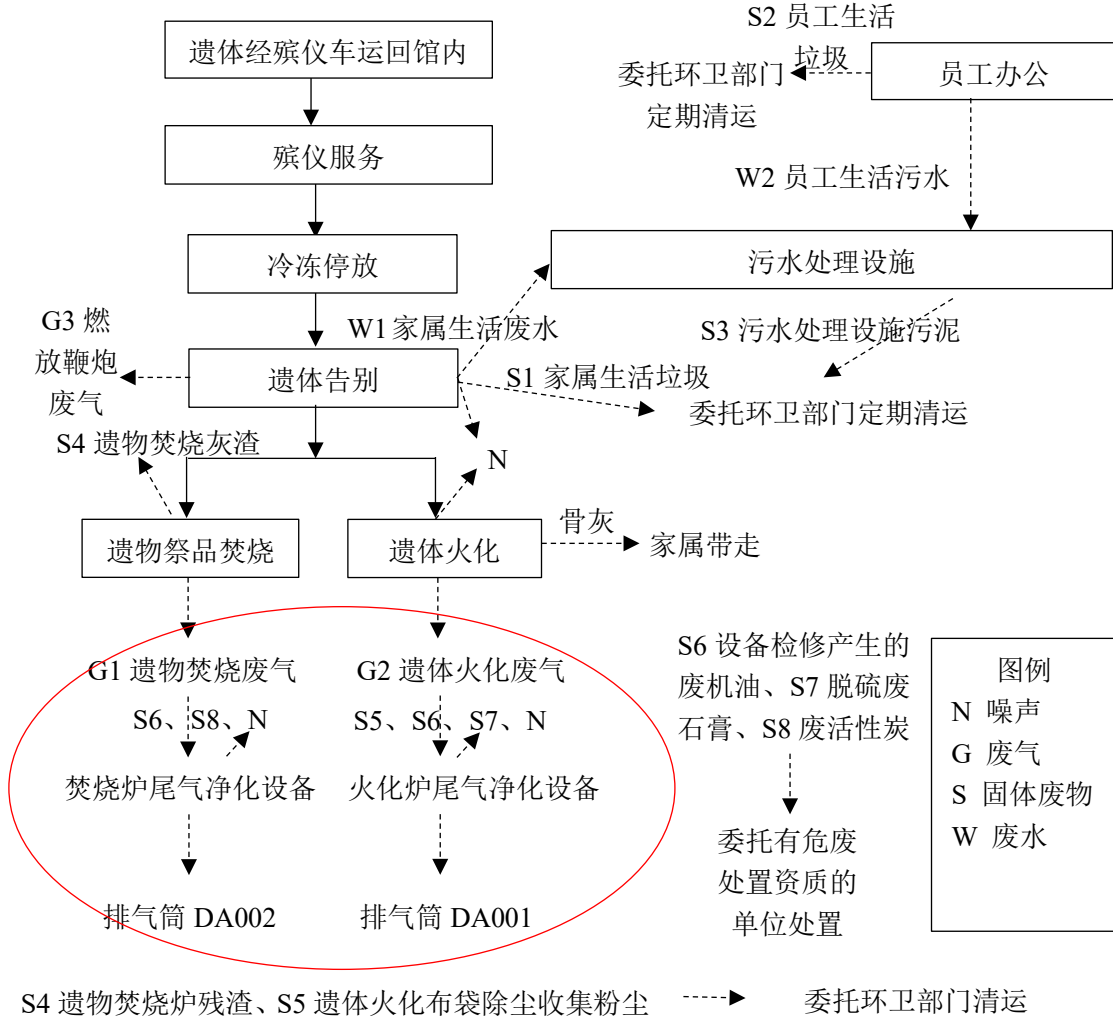 S2 员工生活
垃圾
遗体经殡仪车运回馆内
员工办公
委托环卫部门
定期清运
殡仪服务
W2 员工生活污水
冷冻停放
污水处理设施
G3 燃
放鞭炮
废气
W1 家属生活废水
S3 污水处理设施污泥
遗体告别
S1 家属生活垃圾
委托环卫部门定期清运
S4 遗物焚烧灰渣
N
骨灰
遗物祭品焚烧
遗体火化
家属带走
G1 遗物焚烧废气
G2 遗体火化废气
S6、S8、N
S5、S6、S7、N
焚烧炉尾气净化设备
火化炉尾气净化设备
排气筒 DA002
排气筒 DA001
S6 设备检修产生的
废机油、S7 脱硫废
石膏、S8 废活性炭
委托有危废
处置资质的
单位处置
图例
N 噪声
G 废气
S 固体废物
W 废水
S4 遗物焚烧炉残渣、S5 遗体火化布袋除尘收集粉尘
委托环卫部门清运